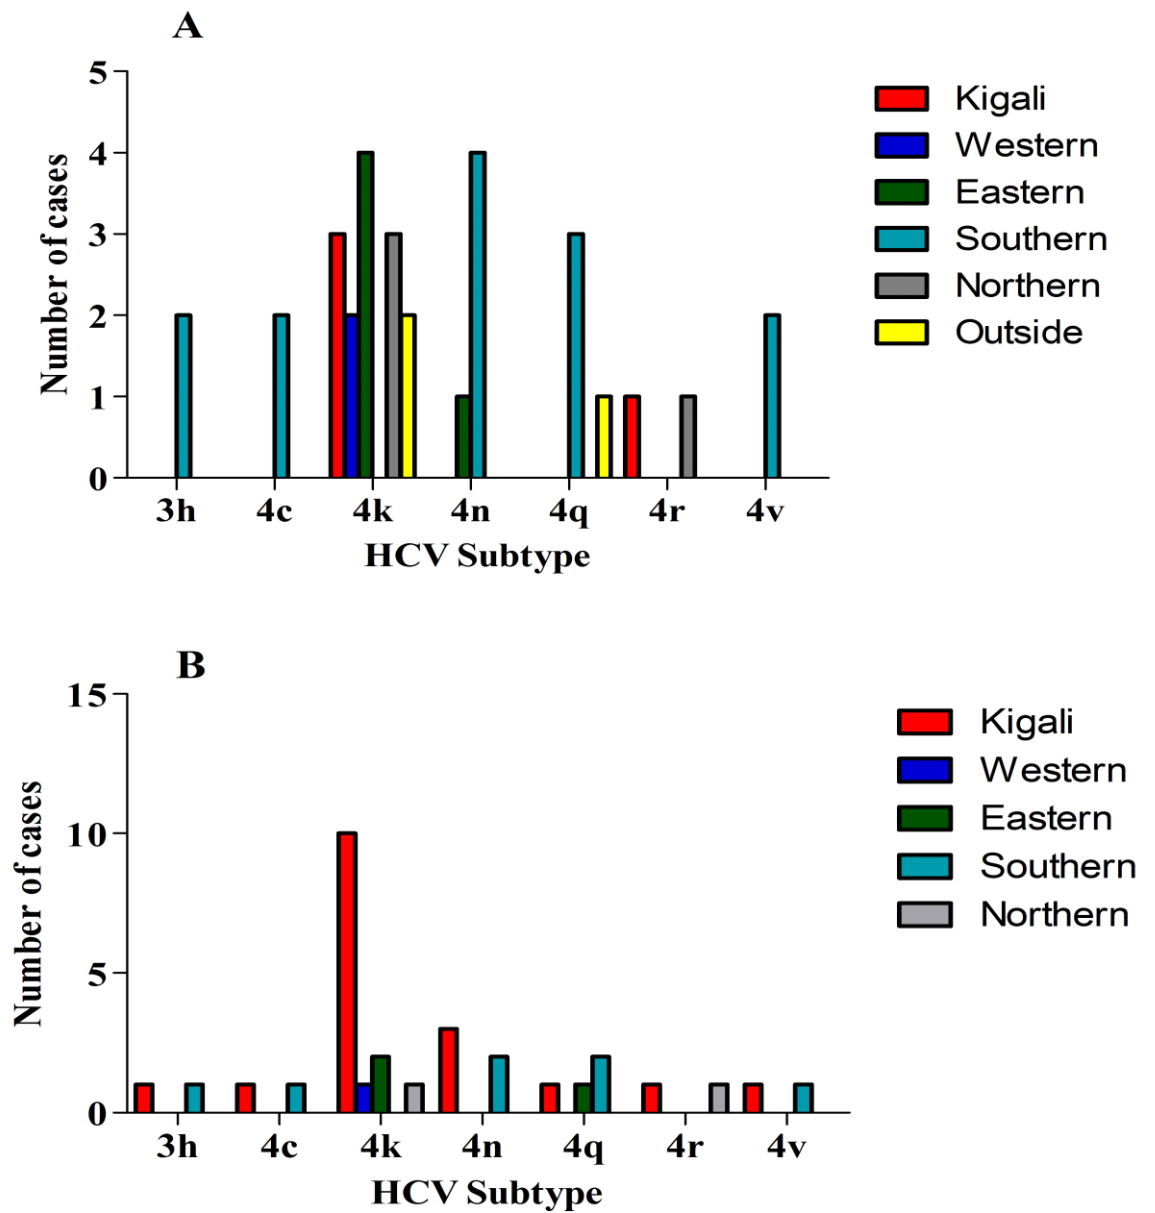 A
5
4
3
2
1
0
Number of cases
3h 4c 4k 4n 4q 4r 4v
HCV Subtype
Kigali
Western
Eastern
Southern
Northern
Outside
B
15
10
5
0
Number of cases
3h 4c 4k 4n 4q 4r 4v
HCV Subtype
Kigali
Western
Eastern
Southern
Northern